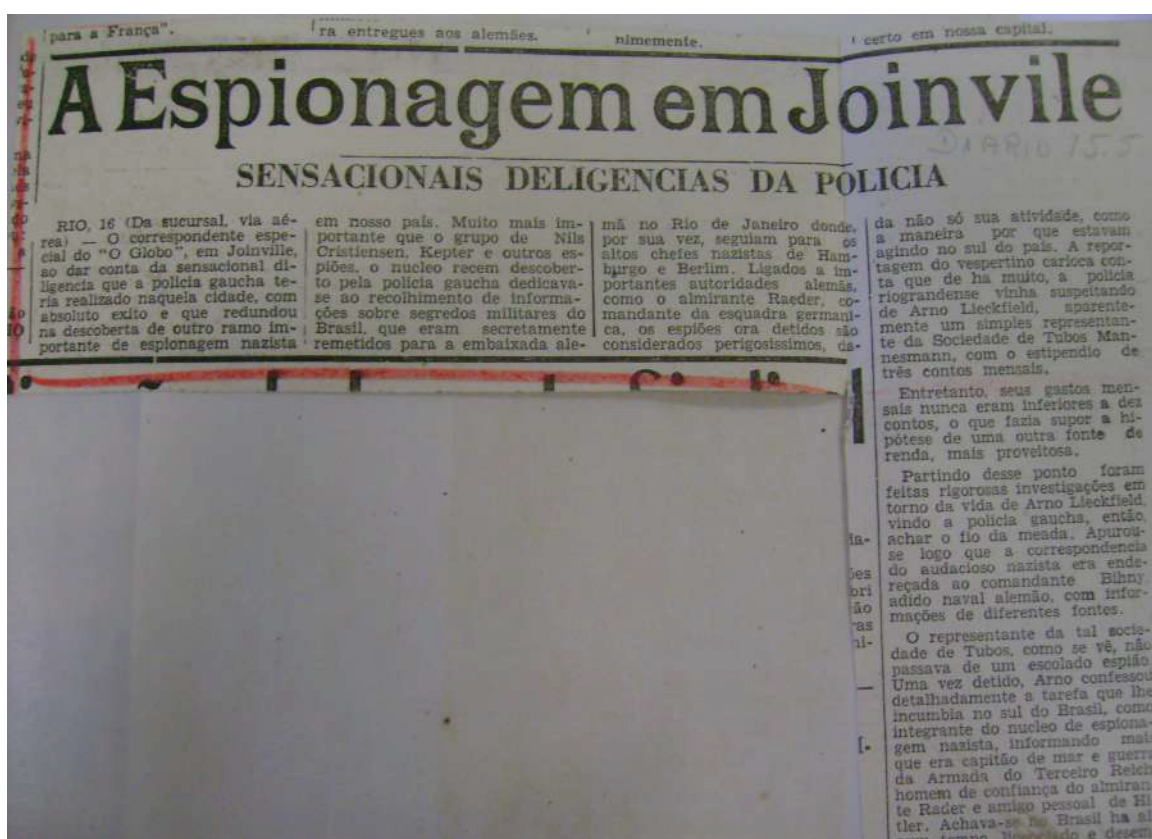 para a França".
ra entregues aos alemães.
nimemente.
certo em nossa capital.
A Espionagem em Joinvile
DIARIO 15.5
SENSACIONAIS DELIGENCIAS DA POLICIA
RIO, 16 (Da sucursal, via aé-
rea) — O correspondente espe-
cial do "O Globo", em Joinville,
ao dar conta da sensacional di-
ligencia que a policia gaucha te-
ria realizado naquela cidade, com
absoluto exito e que redundou
na descoberta de outro ramo im-
portante de espionagem nazista
em nosso país. Muito mais im-
portante que o grupo de Nils
Cristiensen, Kepter e outros es-
piões, o nucleo recem descober-
to pela policia gaucha dedicava-
se ao recolhimento de informa-
ções sobre segredos militares do
Brasil, que eram secretamente
remetidos para a embaixada ale-
mã no Rio de Janeiro donde,
por sua vez, seguiam para os
altos chefes nazistas de Ham-
burgo e Berlim. Ligados a im-
portantes autoridades alemãs,
como o almirante Raeder, co-
mandante da esquadra germani-
ca, os espiões ora detidos são
considerados perigosissimos, da-
da não só sua atividade, como
a maneira por que estavam
agindo no sul do país. A repor-
tagem do vespertino carioca con-
ta que de ha muito, a policia
riograndense vinha suspeitando
de Arno Lieckfield, aparente-
mente um simples representan-
te da Sociedade de Tubos Man-
nesmann, com o estipendio de
três contos mensais.
Entretanto, seus gastos men-
sais nunca eram inferiores a dez
contos, o que fazia supor a hi-
pótese de uma outra fonte de
renda, mais proveitosa.
Partindo desse ponto foram
feitas rigorosas investigações em
torno da vida de Arno Lieckfield,
vindo a policia gaucha, então,
achar o fio da meada. Apurou-
se logo que a correspondencia
do audacioso nazista era ende-
reçada ao comandante Bihny,
adido naval alemão, com infor-
mações de diferentes fontes.
O representante da tal socie-
dade de Tubos, como se vê, não
passava de um escolado espião.
Uma vez detido, Arno confessou
detalhadamente a tarefa que lhe
incumbia no sul do Brasil, como
integrante do nucleo de espiona-
gem nazista, informando mais
que era capitão de mar e guerra
da Armada do Terceiro Reich
homem de confiança do almiran-
te Rader e amigo pessoal de Hi-
tler. Achava-se no Brasil ha al